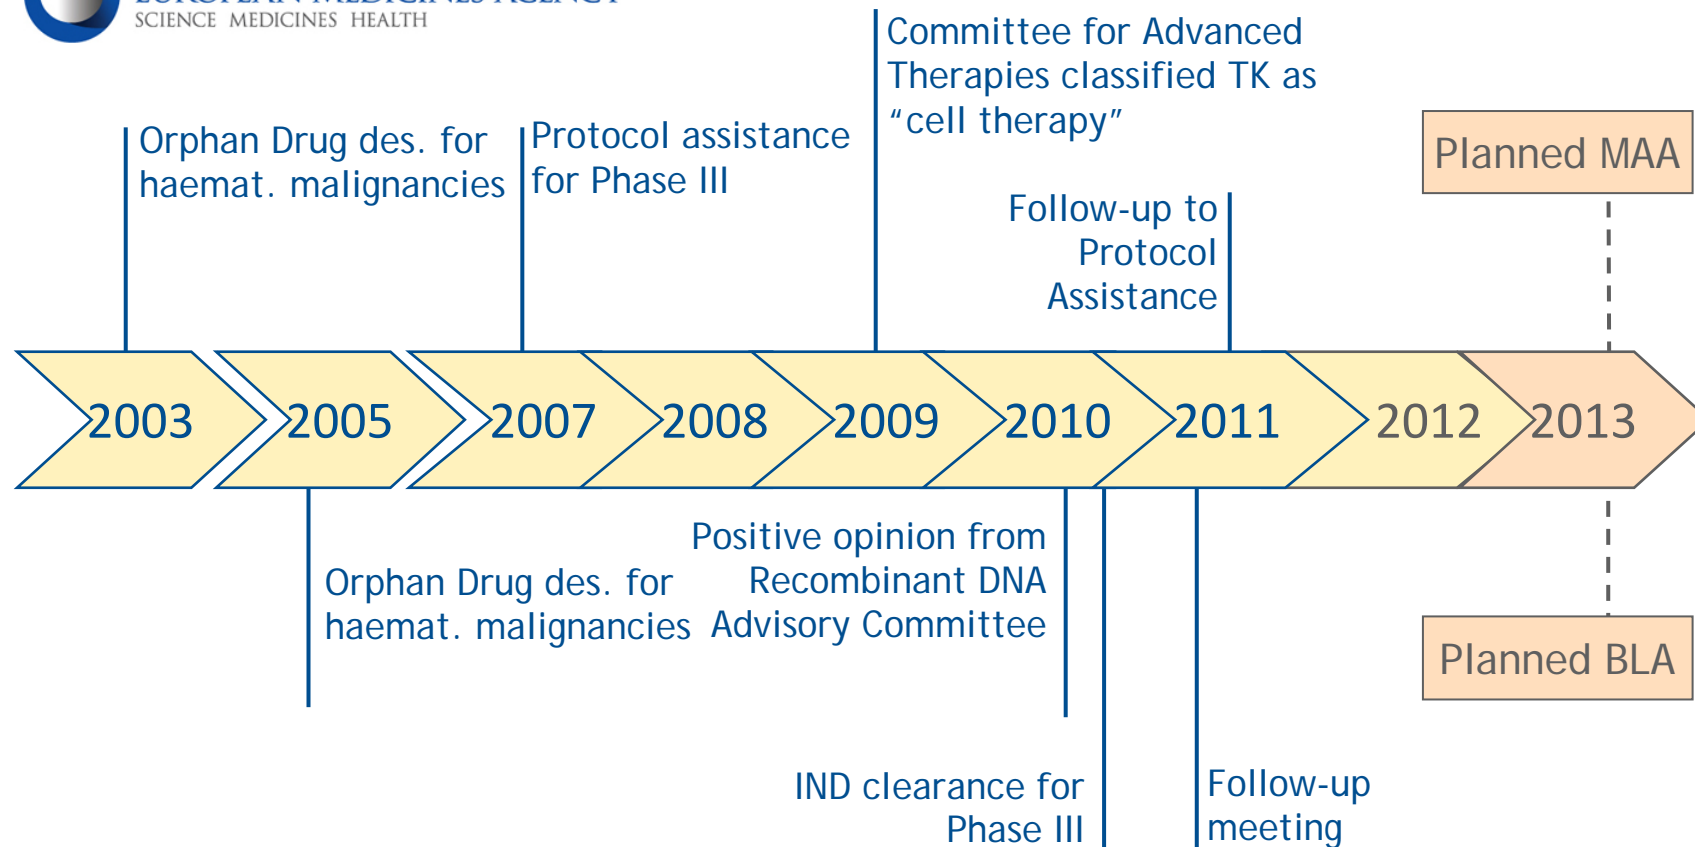 EUROPEAN MEDICINES AGENCY
SCIENCE MEDICINES HEALTH
Orphan Drug des. for
haemat. malignancies
Protocol assistance
for Phase III
Committee for Advanced
Therapies classified TK as
“cell therapy”
Follow-up to
Protocol
Assistance
Planned MAA
2003
2005
2007
2008
2009
2010
2011
2012
2013
Orphan Drug des. for
haemat. malignancies
Positive opinion from
Recombinant DNA
Advisory Committee
IND clearance for
Phase III
Follow-up
meeting
Planned BLA